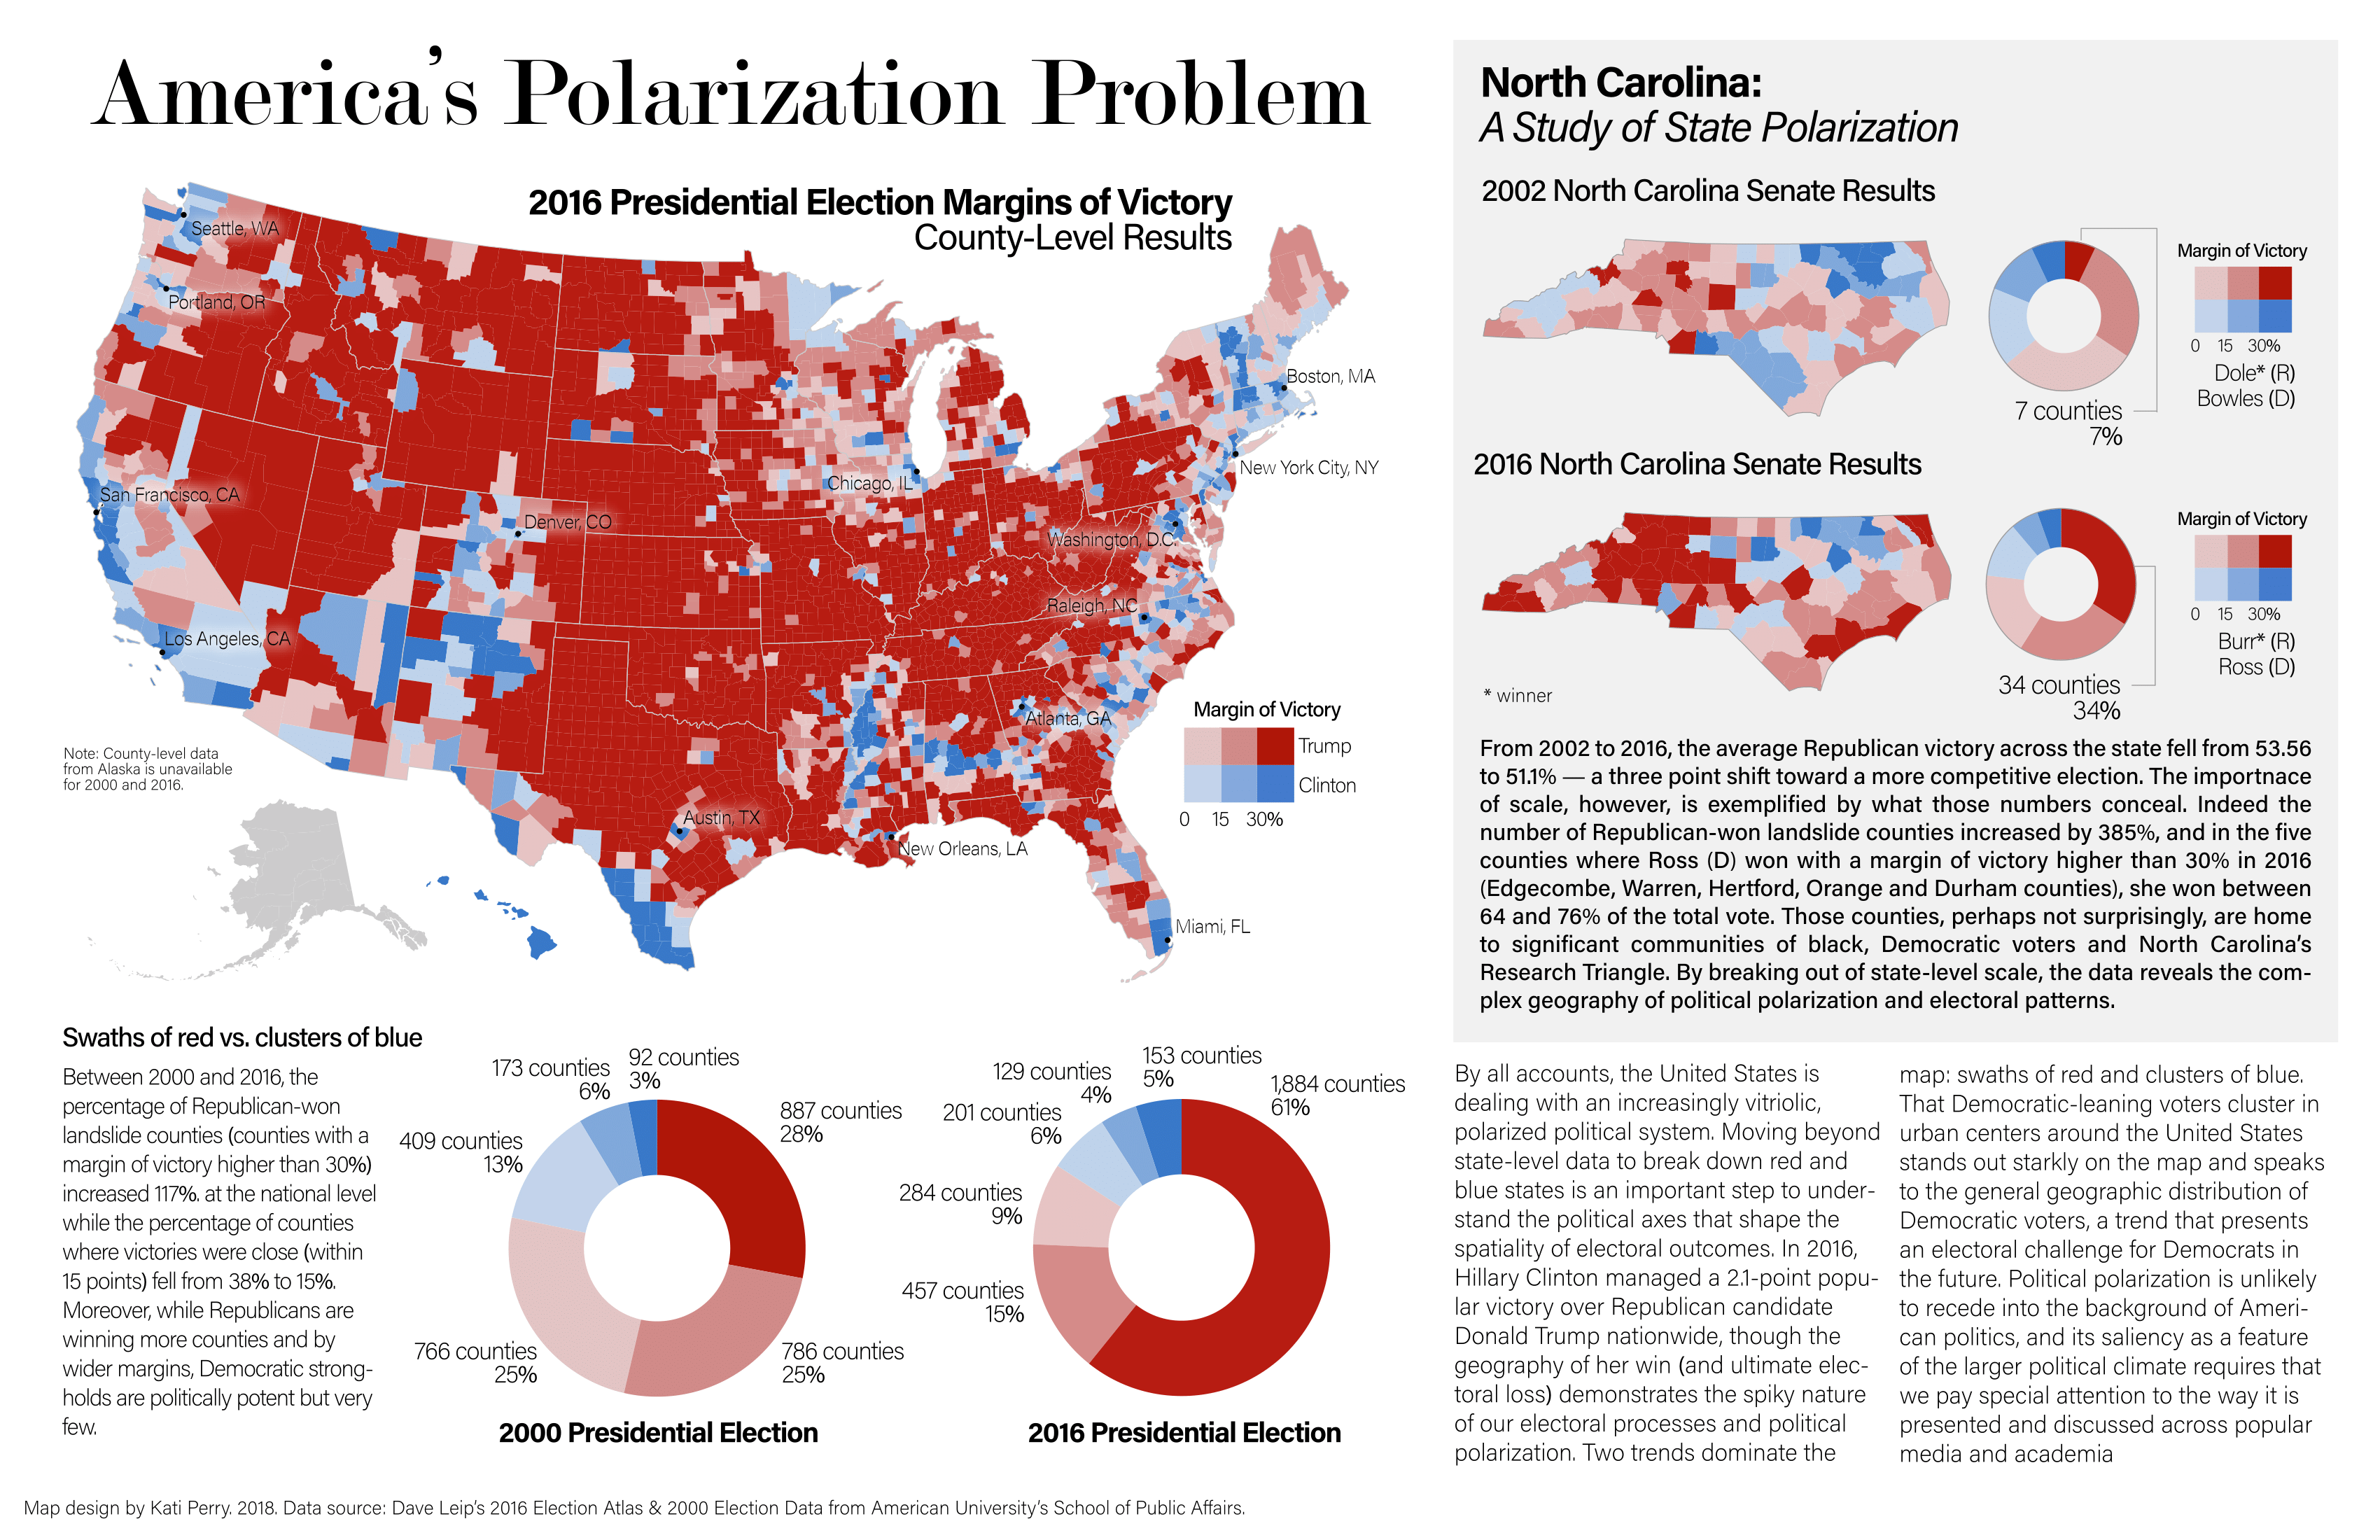 America's Polarization Problem
2016 Presidential Election Margins of Victory
County-Level Results
Seattle, WA
Portland, OR
San Francisco, CA
Los Angeles, CA
Denver, CO
Austin, TX
New Orleans, LA
Chicago, IL
Boston, MA
New York City, NY
Washington, D.C.
Raleigh, NC
Atlanta, GA
Miami, FL
Margin of Victory
Trump
Clinton
0 15 30%
Note: County-level data
from Alaska is unavailable
for 2000 and 2016.
Swaths of red vs. clusters of blue
Between 2000 and 2016, the
percentage of Republican-won
landslide counties (counties with a
margin of victory higher than 30%)
increased 117%. at the national level
while the percentage of counties
where victories were close (within
15 points) fell from 38% to 15%.
Moreover, while Republicans are
winning more counties and by
wider margins, Democratic strong-
holds are politically potent but very
few.
173 counties
6%
92 counties
3%
887 counties
28%
409 counties
13%
766 counties
25%
786 counties
25%
2000 Presidential Election
129 counties
4%
153 counties
5%
1,884 counties
61%
201 counties
6%
284 counties
9%
457 counties
15%
2016 Presidential Election
North Carolina:
A Study of State Polarization
2002 North Carolina Senate Results
7 counties
7%
Margin of Victory
0 15 30%
Dole* (R)
Bowles (D)
2016 North Carolina Senate Results
34 counties
34%
Margin of Victory
0 15 30%
Burr* (R)
Ross (D)
* winner
From 2002 to 2016, the average Republican victory across the state fell from 53.56
to 51.1% — a three point shift toward a more competitive election. The importnace
of scale, however, is exemplified by what those numbers conceal. Indeed the
number of Republican-won landslide counties increased by 385%, and in the five
counties where Ross (D) won with a margin of victory higher than 30% in 2016
(Edgecombe, Warren, Hertford, Orange and Durham counties), she won between
64 and 76% of the total vote. Those counties, perhaps not surprisingly, are home
to significant communities of black, Democratic voters and North Carolina's
Research Triangle. By breaking out of state-level scale, the data reveals the com-
plex geography of political polarization and electoral patterns.
By all accounts, the United States is
dealing with an increasingly vitriolic,
polarized political system. Moving beyond
state-level data to break down red and
blue states is an important step to under-
stand the political axes that shape the
spatiality of electoral outcomes. In 2016,
Hillary Clinton managed a 2.1-point popu-
lar victory over Republican candidate
Donald Trump nationwide, though the
geography of her win (and ultimate elec-
toral loss) demonstrates the spiky nature
of our electoral processes and political
polarization. Two trends dominate the
map: swaths of red and clusters of blue.
That Democratic-leaning voters cluster in
urban centers around the United States
stands out starkly on the map and speaks
to the general geographic distribution of
Democratic voters, a trend that presents
an electoral challenge for Democrats in
the future. Political polarization is unlikely
to recede into the background of Ameri-
can politics, and its saliency as a feature
of the larger political climate requires that
we pay special attention to the way it is
presented and discussed across popular
media and academia
Map design by Kati Perry. 2018. Data source: Dave Leip's 2016 Election Atlas & 2000 Election Data from American University's School of Public Affairs.